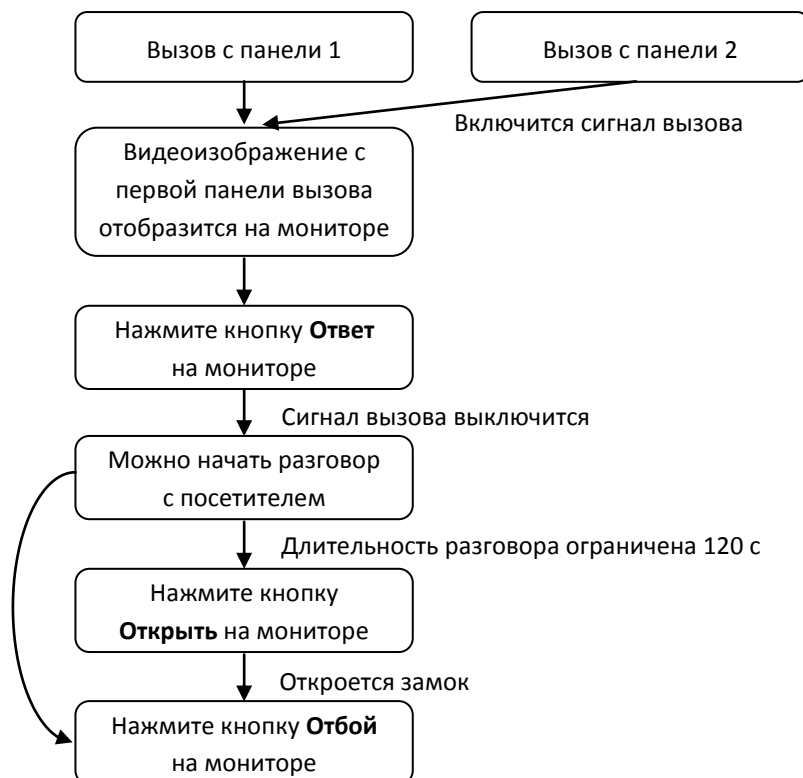 Вызов с панели 1
Вызов с панели 2
Включится сигнал вызова
Видеоизображение с
первой панели вызова
отобразится на мониторе
Нажмите кнопку Ответ
на мониторе
Сигнал вызова выключится
Можно начать разговор
с посетителем
Длительность разговора ограничена 120 с
Нажмите кнопку
Открыть на мониторе
Откроется замок
Нажмите кнопку Отбой
на мониторе